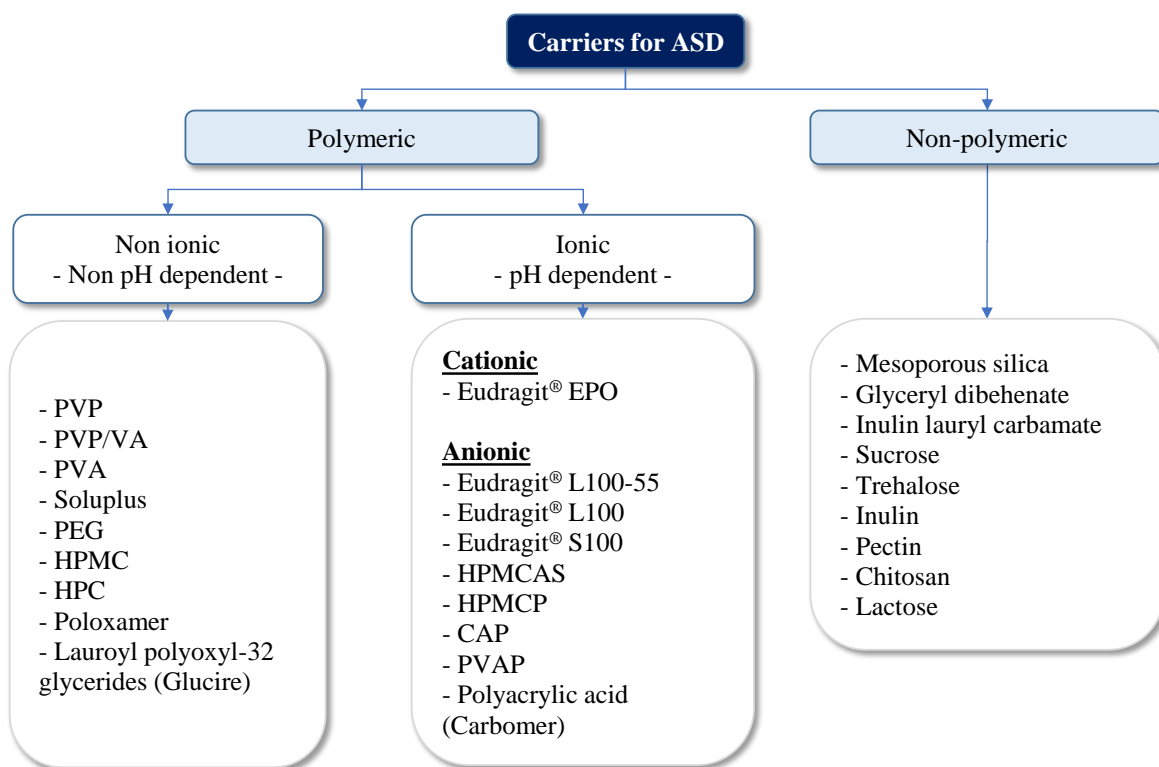 Carriers for ASD
Polymeric
Non-polymeric
Non ionic
- Non pH dependent -
Ionic
- pH dependent -
- PVP
- PVP/VA
- PVA
- Soluplus
- PEG
- HPMC
- HPC
- Poloxamer
- Lauroyl polyoxyl-32
glycerides (Glucire)
Cationic
- Eudragit® EPO
Anionic
- Eudragit® L100-55
- Eudragit® L100
- Eudragit® S100
- HPMCAS
- HPMCP
- CAP
- PVAP
- Polyacrylic acid
(Carbomer)
- Mesoporous silica
- Glyceryl dibehenate
- Inulin lauryl carbamate
- Sucrose
- Trehalose
- Inulin
- Pectin
- Chitosan
- Lactose